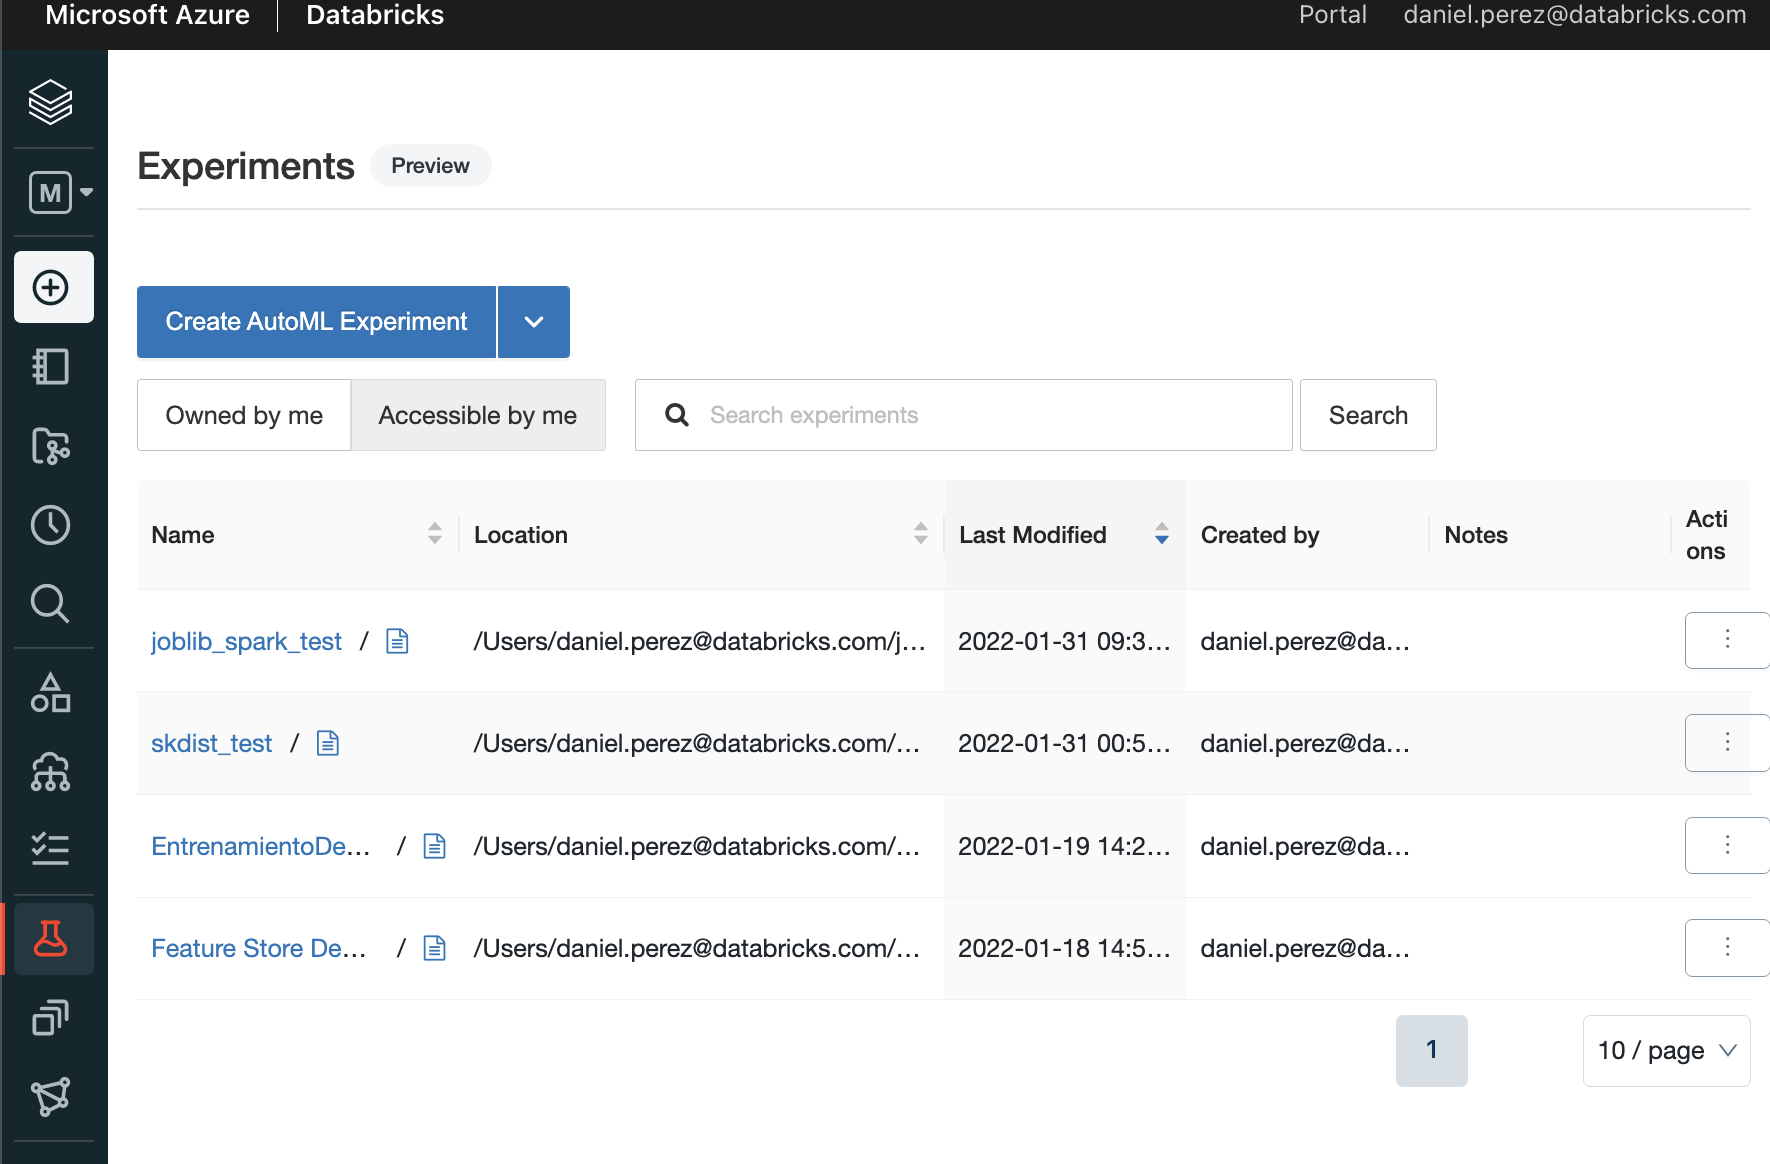 Microsoft Azure Databricks Portal daniel.perez@databricks.com
M
Experiments Preview
Create AutoML Experiment
Owned by me Accessible by me Search experiments Search
Name Location Last Modified Created by Notes Acti
ons
joblib_spark_test / /Users/daniel.perez@databricks.com/j... 2022-01-31 09:3... daniel.perez@da...
skdist_test / /Users/daniel.perez@databricks.com/... 2022-01-31 00:5... daniel.perez@da...
EntrenamientoDe... / /Users/daniel.perez@databricks.com/... 2022-01-19 14:2... daniel.perez@da...
Feature Store De... / /Users/daniel.perez@databricks.com/... 2022-01-18 14:5... daniel.perez@da...
1 10 / page